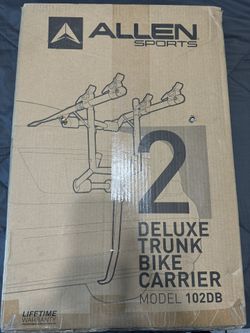 ALLEN
SPORTS
2
DELUXE
TRUNK
BIKE
CARRIER
MODEL 102DB
LIFETIME
WARRANTY